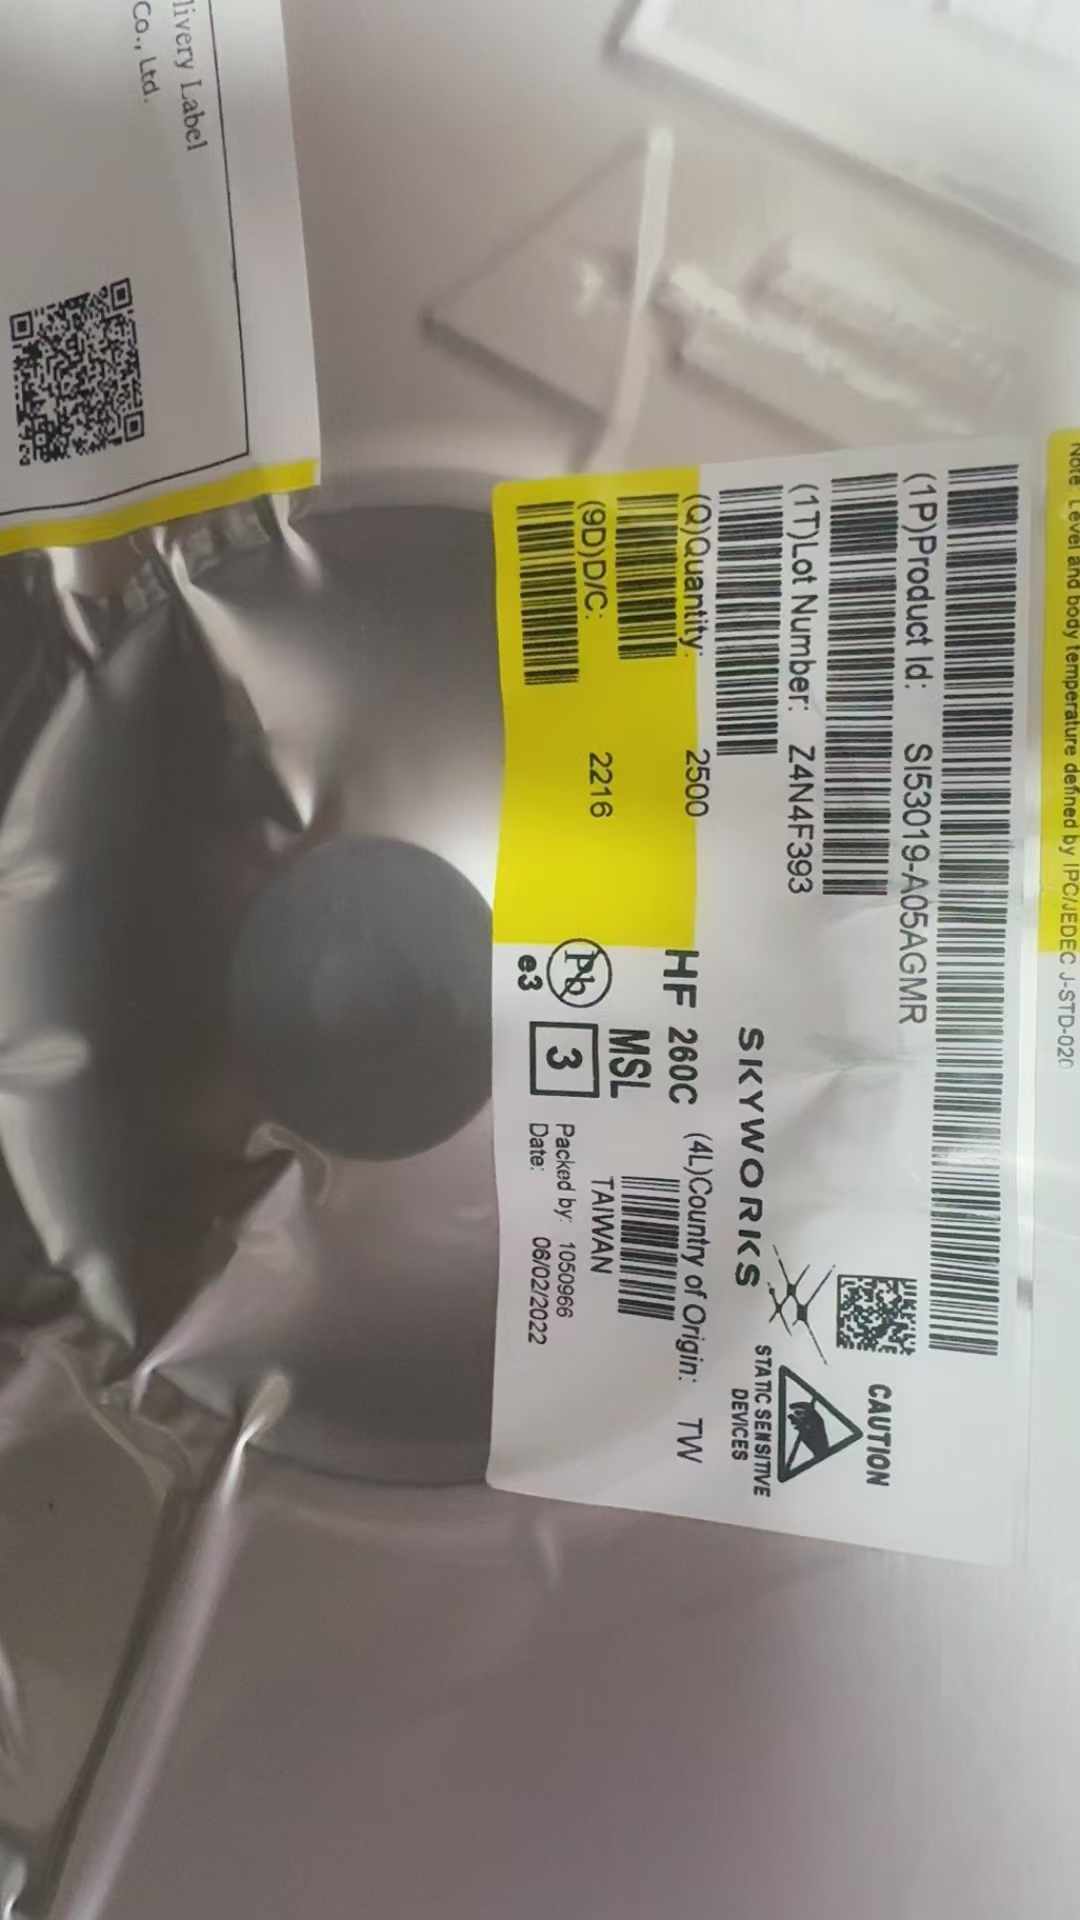 livery Label
Co., Ltd.
Note: Level and body temperature defined by IPC/JEDEC J-STD-020
(1P)Product Id: SI53019-A05AGMR
(1T)Lot Number: Z4N4F393
(Q)Quantity: 2500
(9D)D/C: 2216
CAUTION
STATIC SENSITIVE
DEVICES
SKYWORKS
HF 260C
(4L)Country of Origin: TW
TAIWAN
MSL
3
Pb
e3
Packed by: 1050966
Date: 06/02/2022